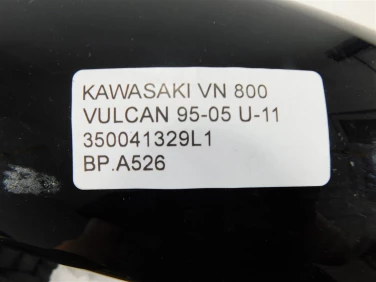 KAWASAKI VN 800
VULCAN 95-05 U-11
350041329L1
BP.A526